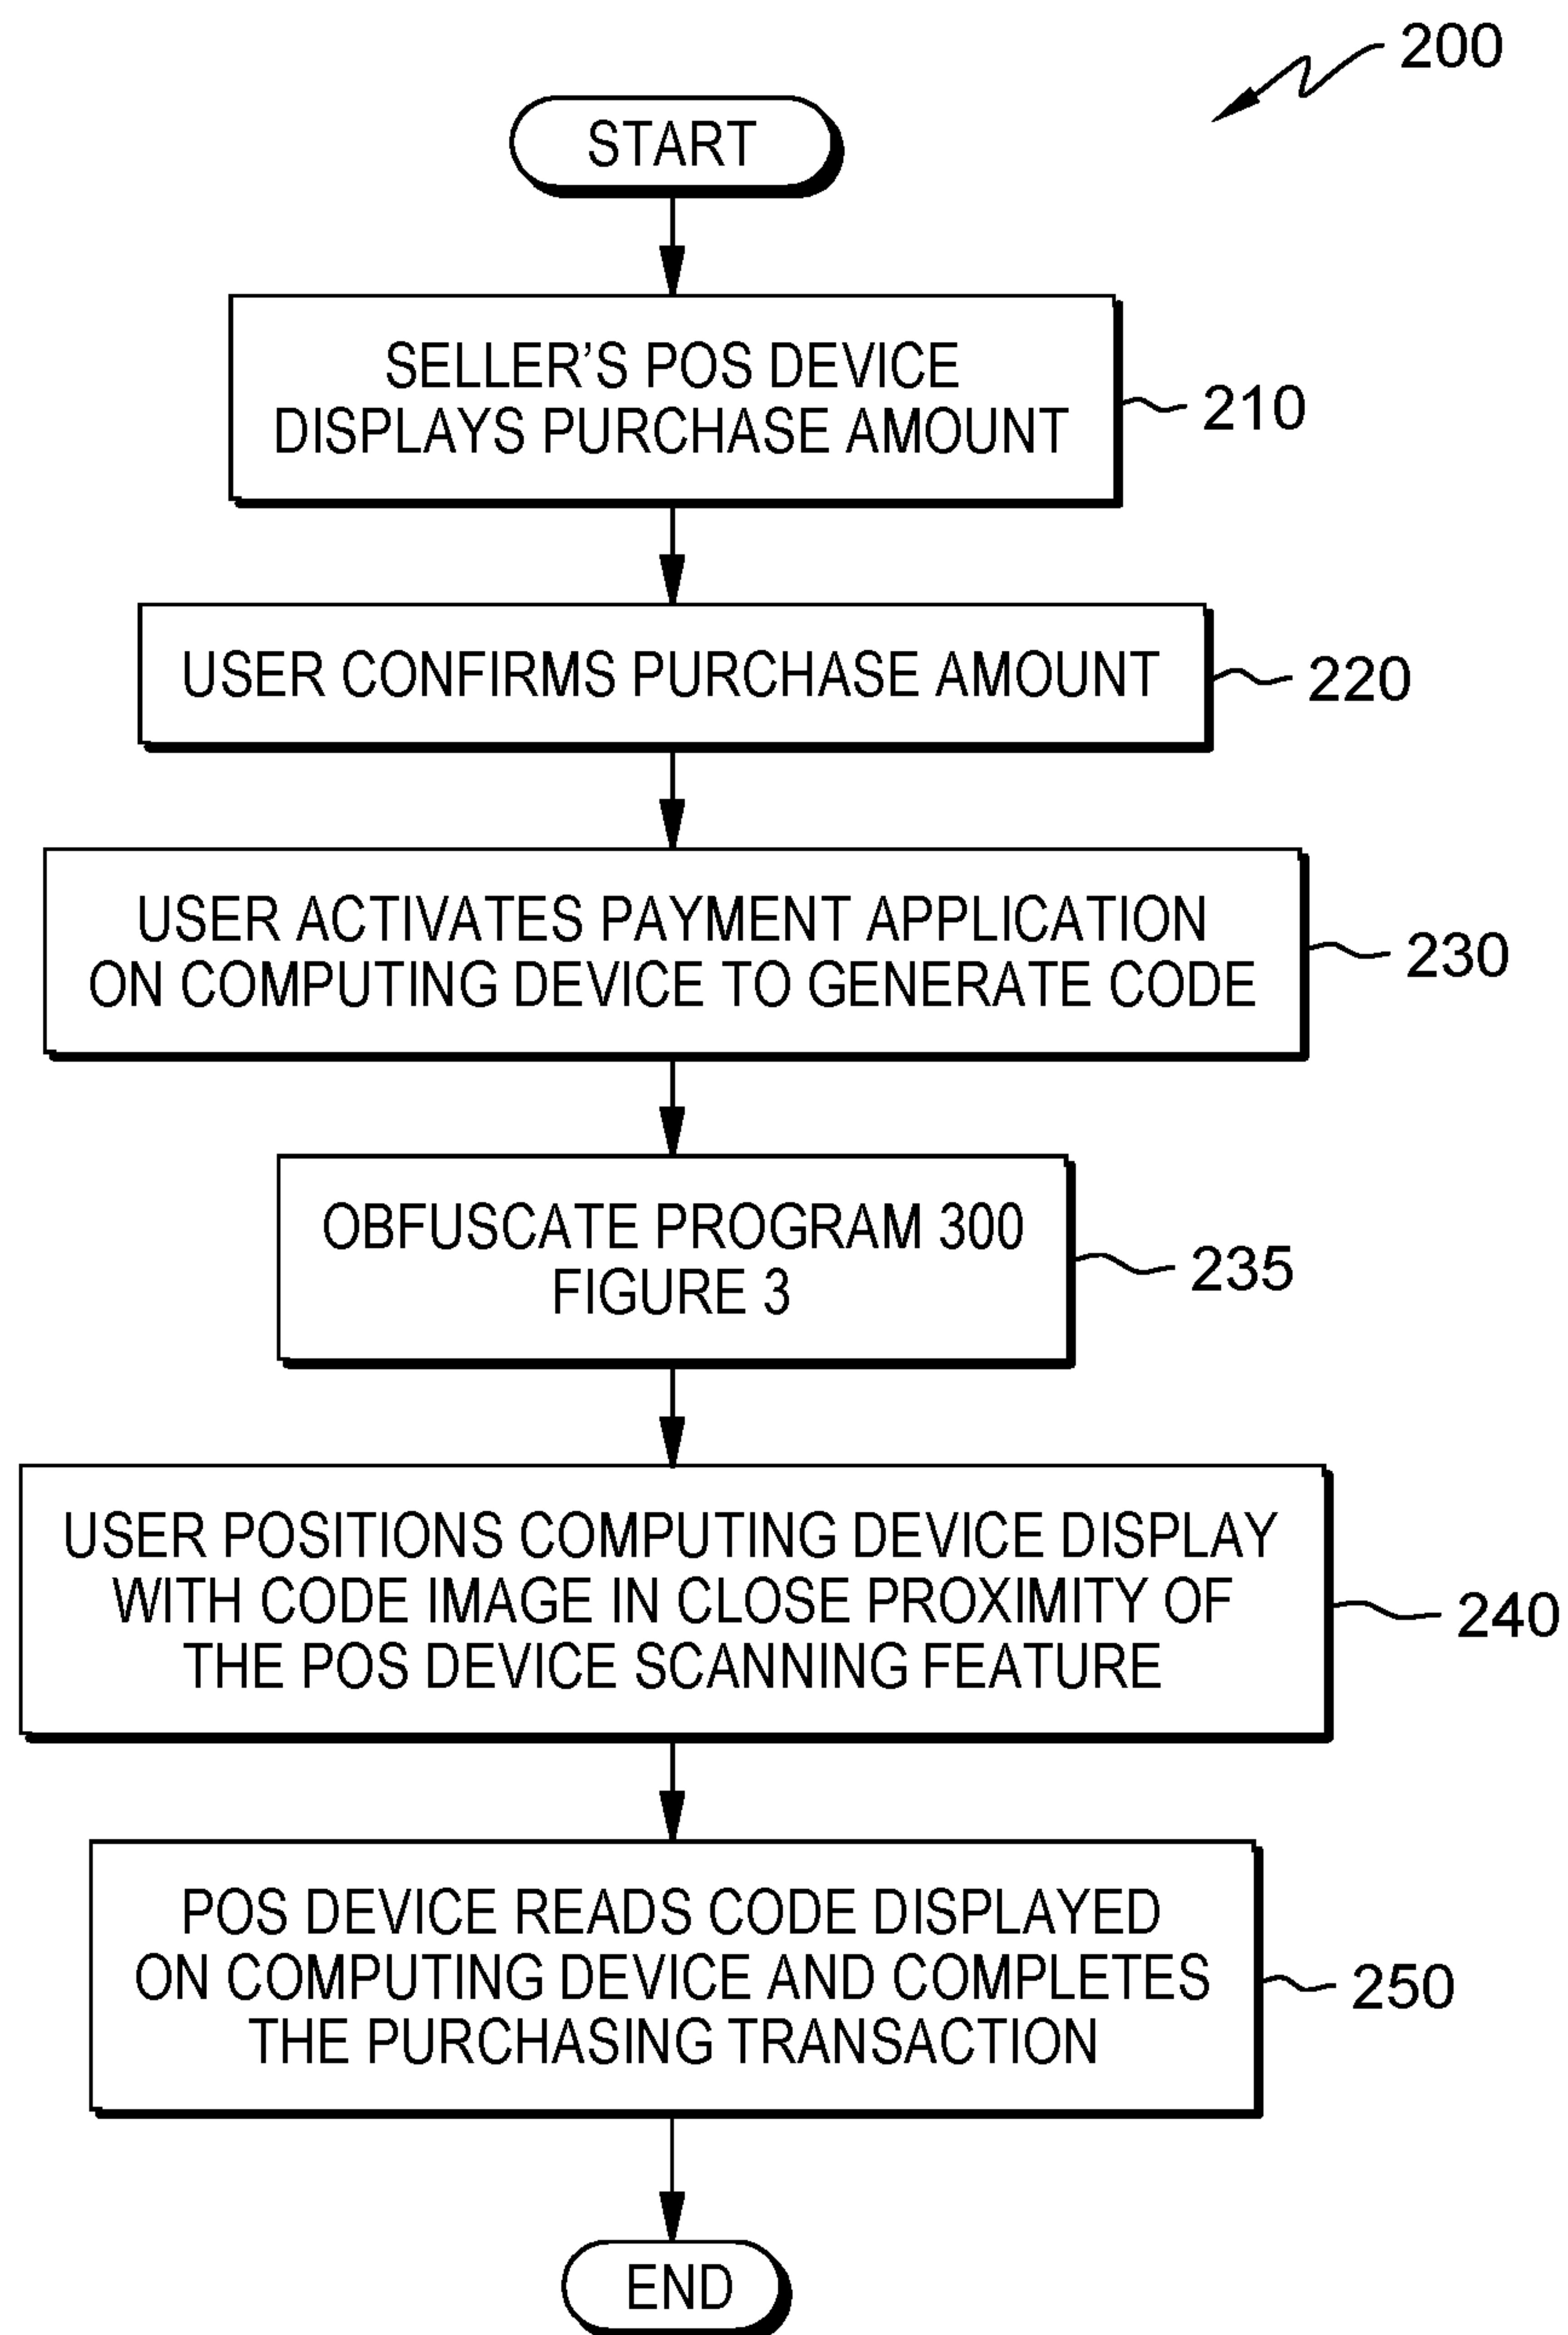 200
START
SELLER'S POS DEVICE
DISPLAYS PURCHASE AMOUNT
210
USER CONFIRMS PURCHASE AMOUNT
220
USER ACTIVATES PAYMENT APPLICATION
ON COMPUTING DEVICE TO GENERATE CODE
230
OBFUSCATE PROGRAM 300
FIGURE 3
235
USER POSITIONS COMPUTING DEVICE DISPLAY
WITH CODE IMAGE IN CLOSE PROXIMITY OF
THE POS DEVICE SCANNING FEATURE
240
POS DEVICE READS CODE DISPLAYED
ON COMPUTING DEVICE AND COMPLETES
THE PURCHASING TRANSACTION
250
END